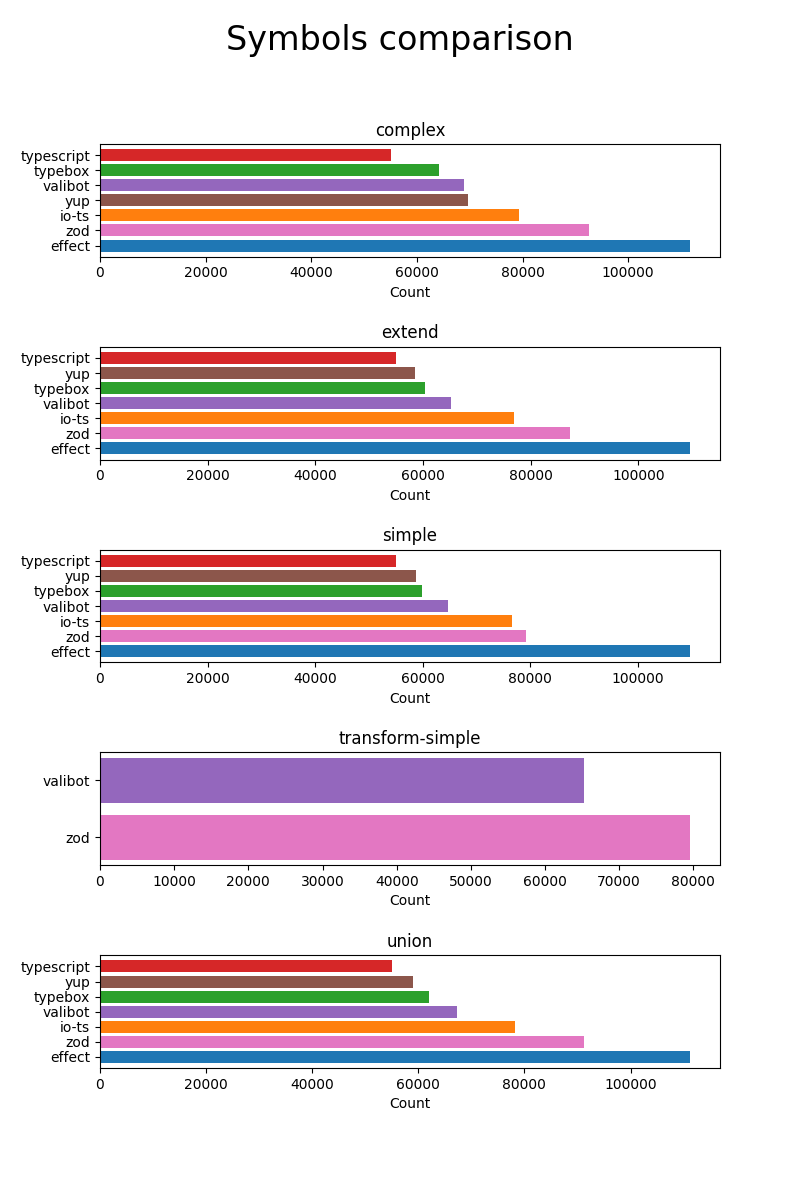 Symbols comparison
complex
typescript
typebox
valibot
yup
io-ts
zod
effect
0 20000 40000 60000 80000 100000
Count
extend
typescript
yup
typebox
valibot
io-ts
zod
effect
0 20000 40000 60000 80000 100000
Count
simple
typescript
yup
typebox
valibot
io-ts
zod
effect
0 20000 40000 60000 80000 100000
Count
transform-simple
valibot
zod
0 10000 20000 30000 40000 50000 60000 70000 80000
Count
union
typescript
yup
typebox
valibot
io-ts
zod
effect
0 20000 40000 60000 80000 100000
Count